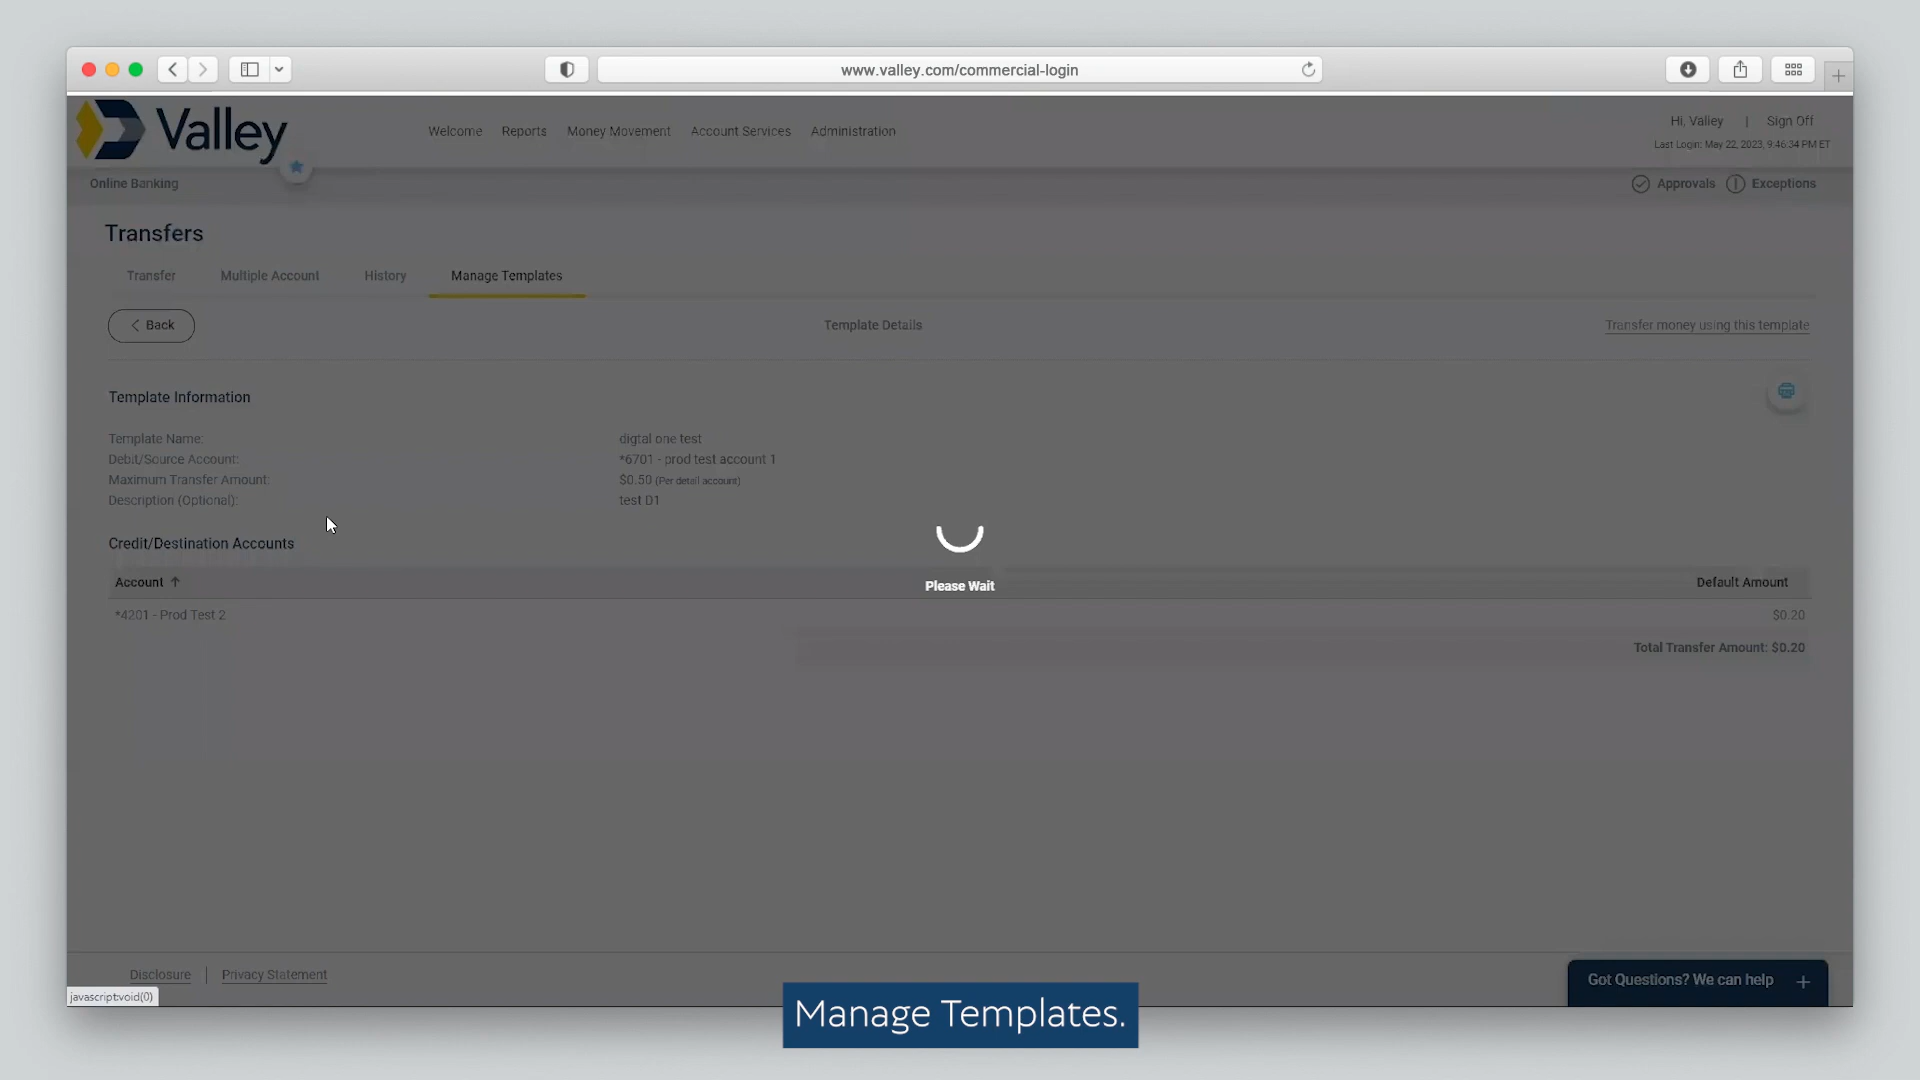 www.valley.com/commercial-login
Valley
Welcome Reports Money Movement Account Services Administration
Hi, Valley | Sign Off
Last Login: May 22, 2023, 9:46:34 PM ET
Online Banking
Approvals Exceptions
Transfers
Transfer Multiple Account History Manage Templates
Back Template Details Transfer money using this template
Template Information
Template Name: digtal one test
Debit/Source Account: *6701 - prod test account 1
Maximum Transfer Amount: $0.50 (Per detail account)
Description (Optional): test D1
Credit/Destination Accounts
Please Wait
Account Default Amount
*4201 - Prod Test 2 $0.20
Total Transfer Amount: $0.20
Disclosure | Privacy Statement
Got Questions? We can help +
javascript:void(0)
Manage Templates.